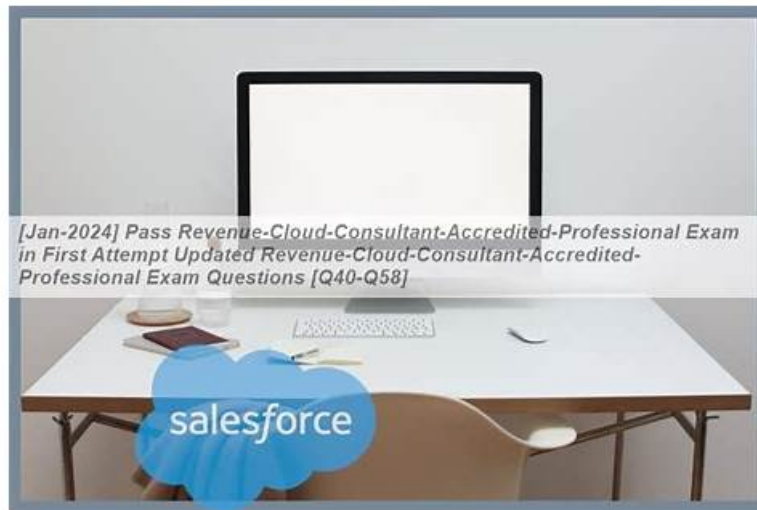 [Jan-2024] Pass Revenue-Cloud-Consultant-Accredited-Professional Exam
in First Attempt Updated Revenue-Cloud-Consultant-Accredited-
Professional Exam Questions [Q40-Q58]
salesforce